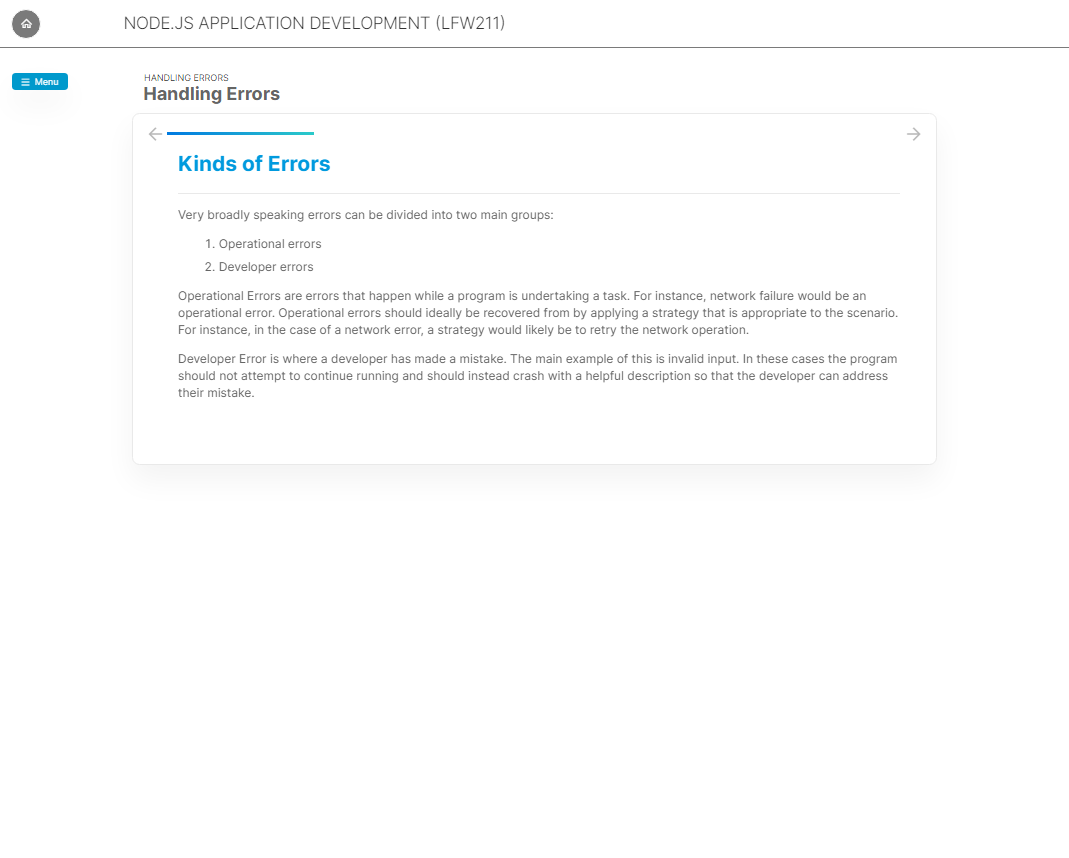 NODE.JS APPLICATION DEVELOPMENT (LFW211)
Menu
HANDLING ERRORS
Handling Errors
Kinds of Errors
Very broadly speaking errors can be divided into two main groups:
1. Operational errors
2. Developer errors
Operational Errors are errors that happen while a program is undertaking a task. For instance, network failure would be an
operational error. Operational errors should ideally be recovered from by applying a strategy that is appropriate to the scenario.
For instance, in the case of a network error, a strategy would likely be to retry the network operation.
Developer Error is where a developer has made a mistake. The main example of this is invalid input. In these cases the program
should not attempt to continue running and should instead crash with a helpful description so that the developer can address
their mistake.